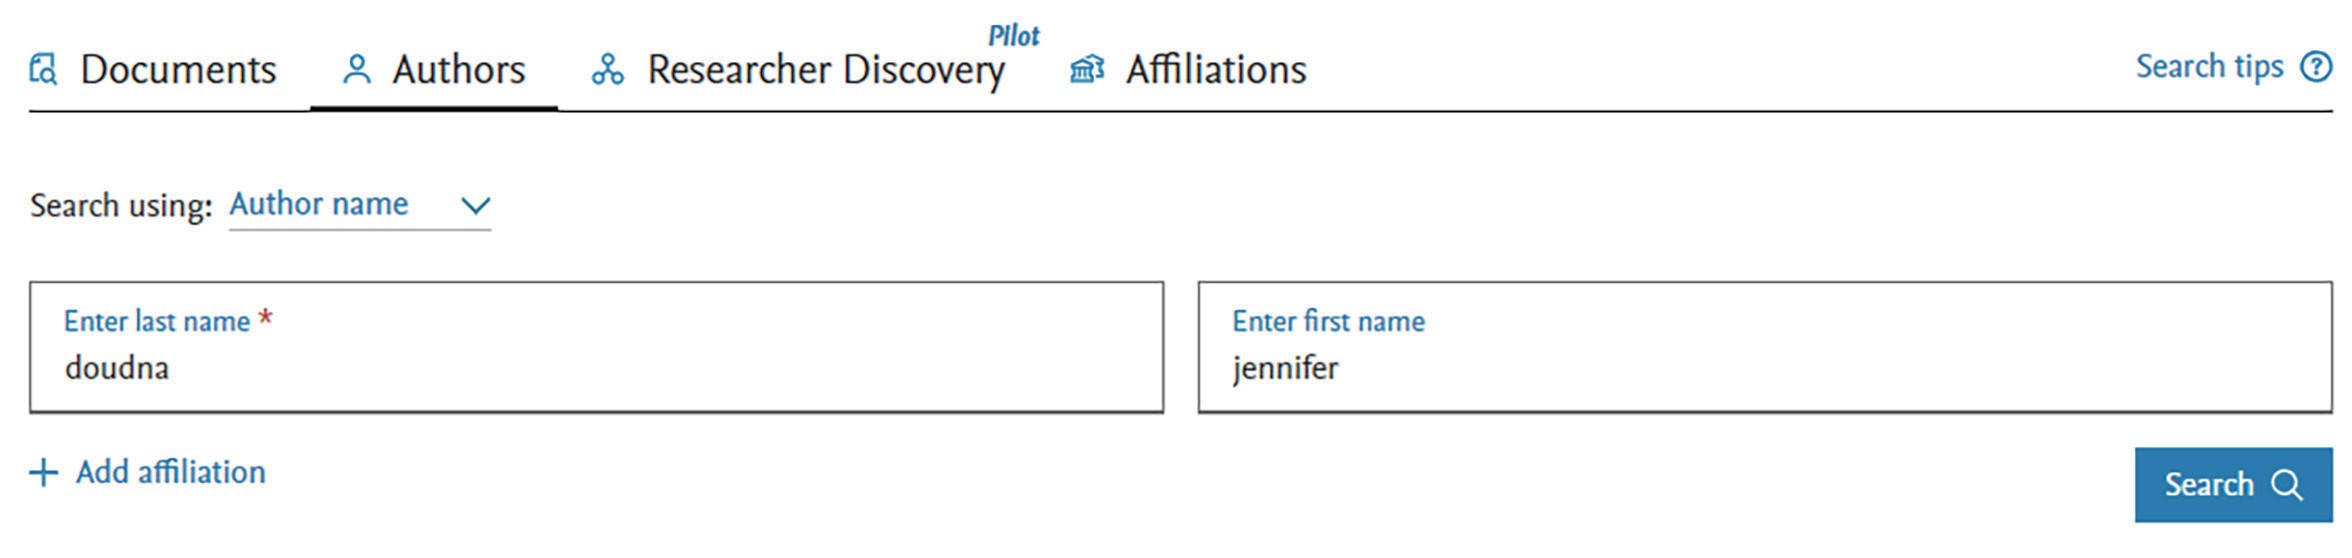 Documents Authors Researcher Discovery PIlot Affiliations Search tips ?
Search using: Author name
Enter last name * Enter first name
doudna jennifer
+ Add affiliation Search